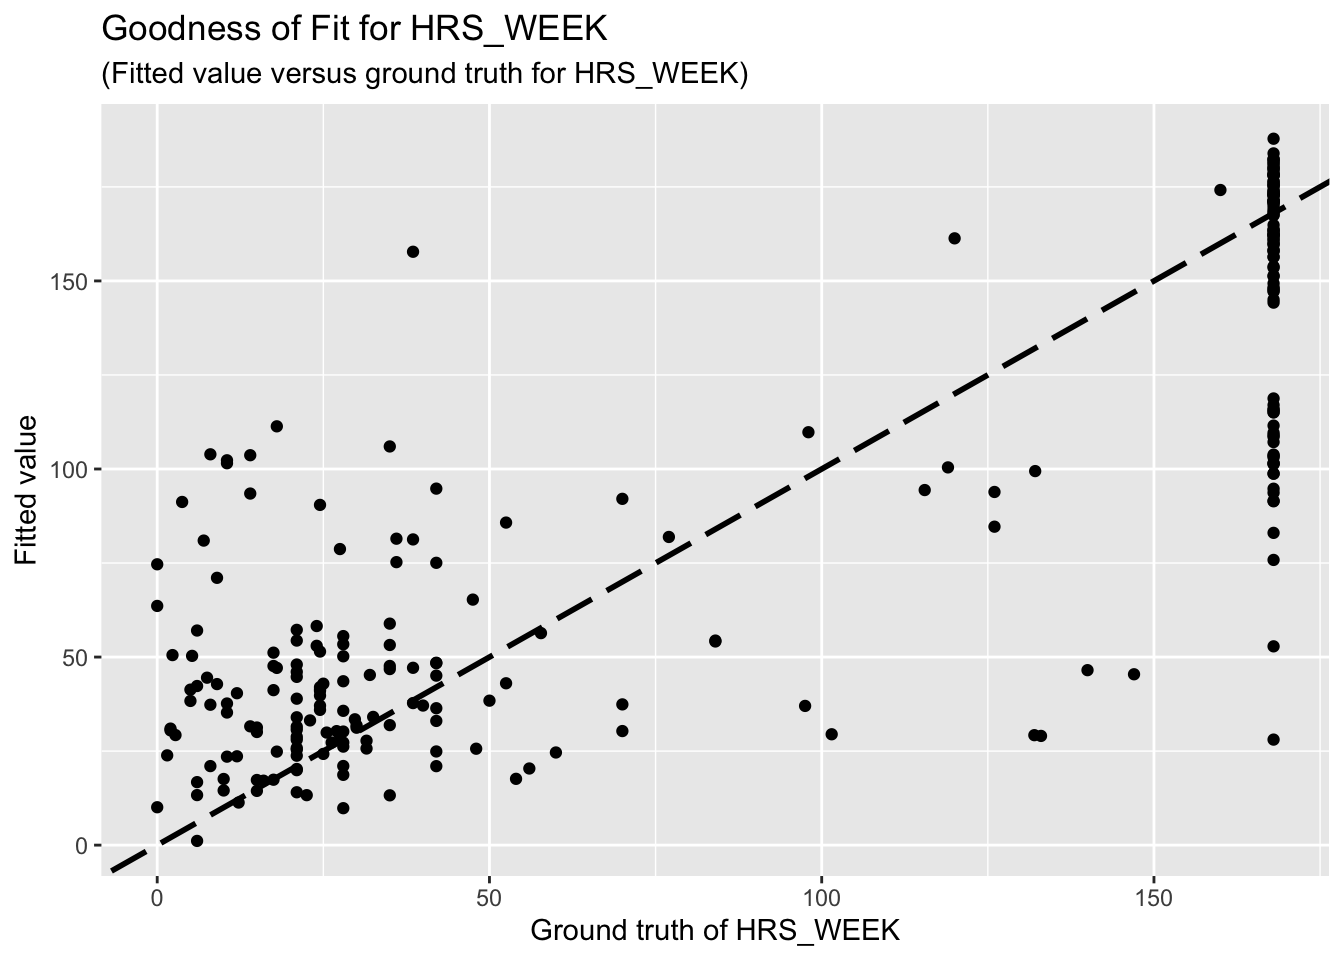 Goodness of Fit for HRS_WEEK
(Fitted value versus ground truth for HRS_WEEK)
Fitted value
150
100
50
0
0 50 100 150
Ground truth of HRS_WEEK